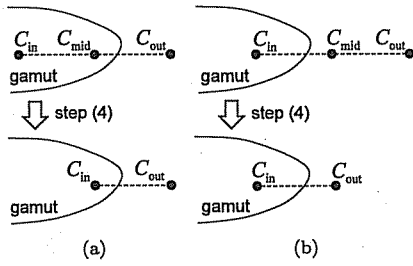 C_in C_mid C_out
gamut
step (4)
C_in C_out
gamut
(a)
C_in C_mid C_out
gamut
step (4)
C_in C_out
gamut
(b)